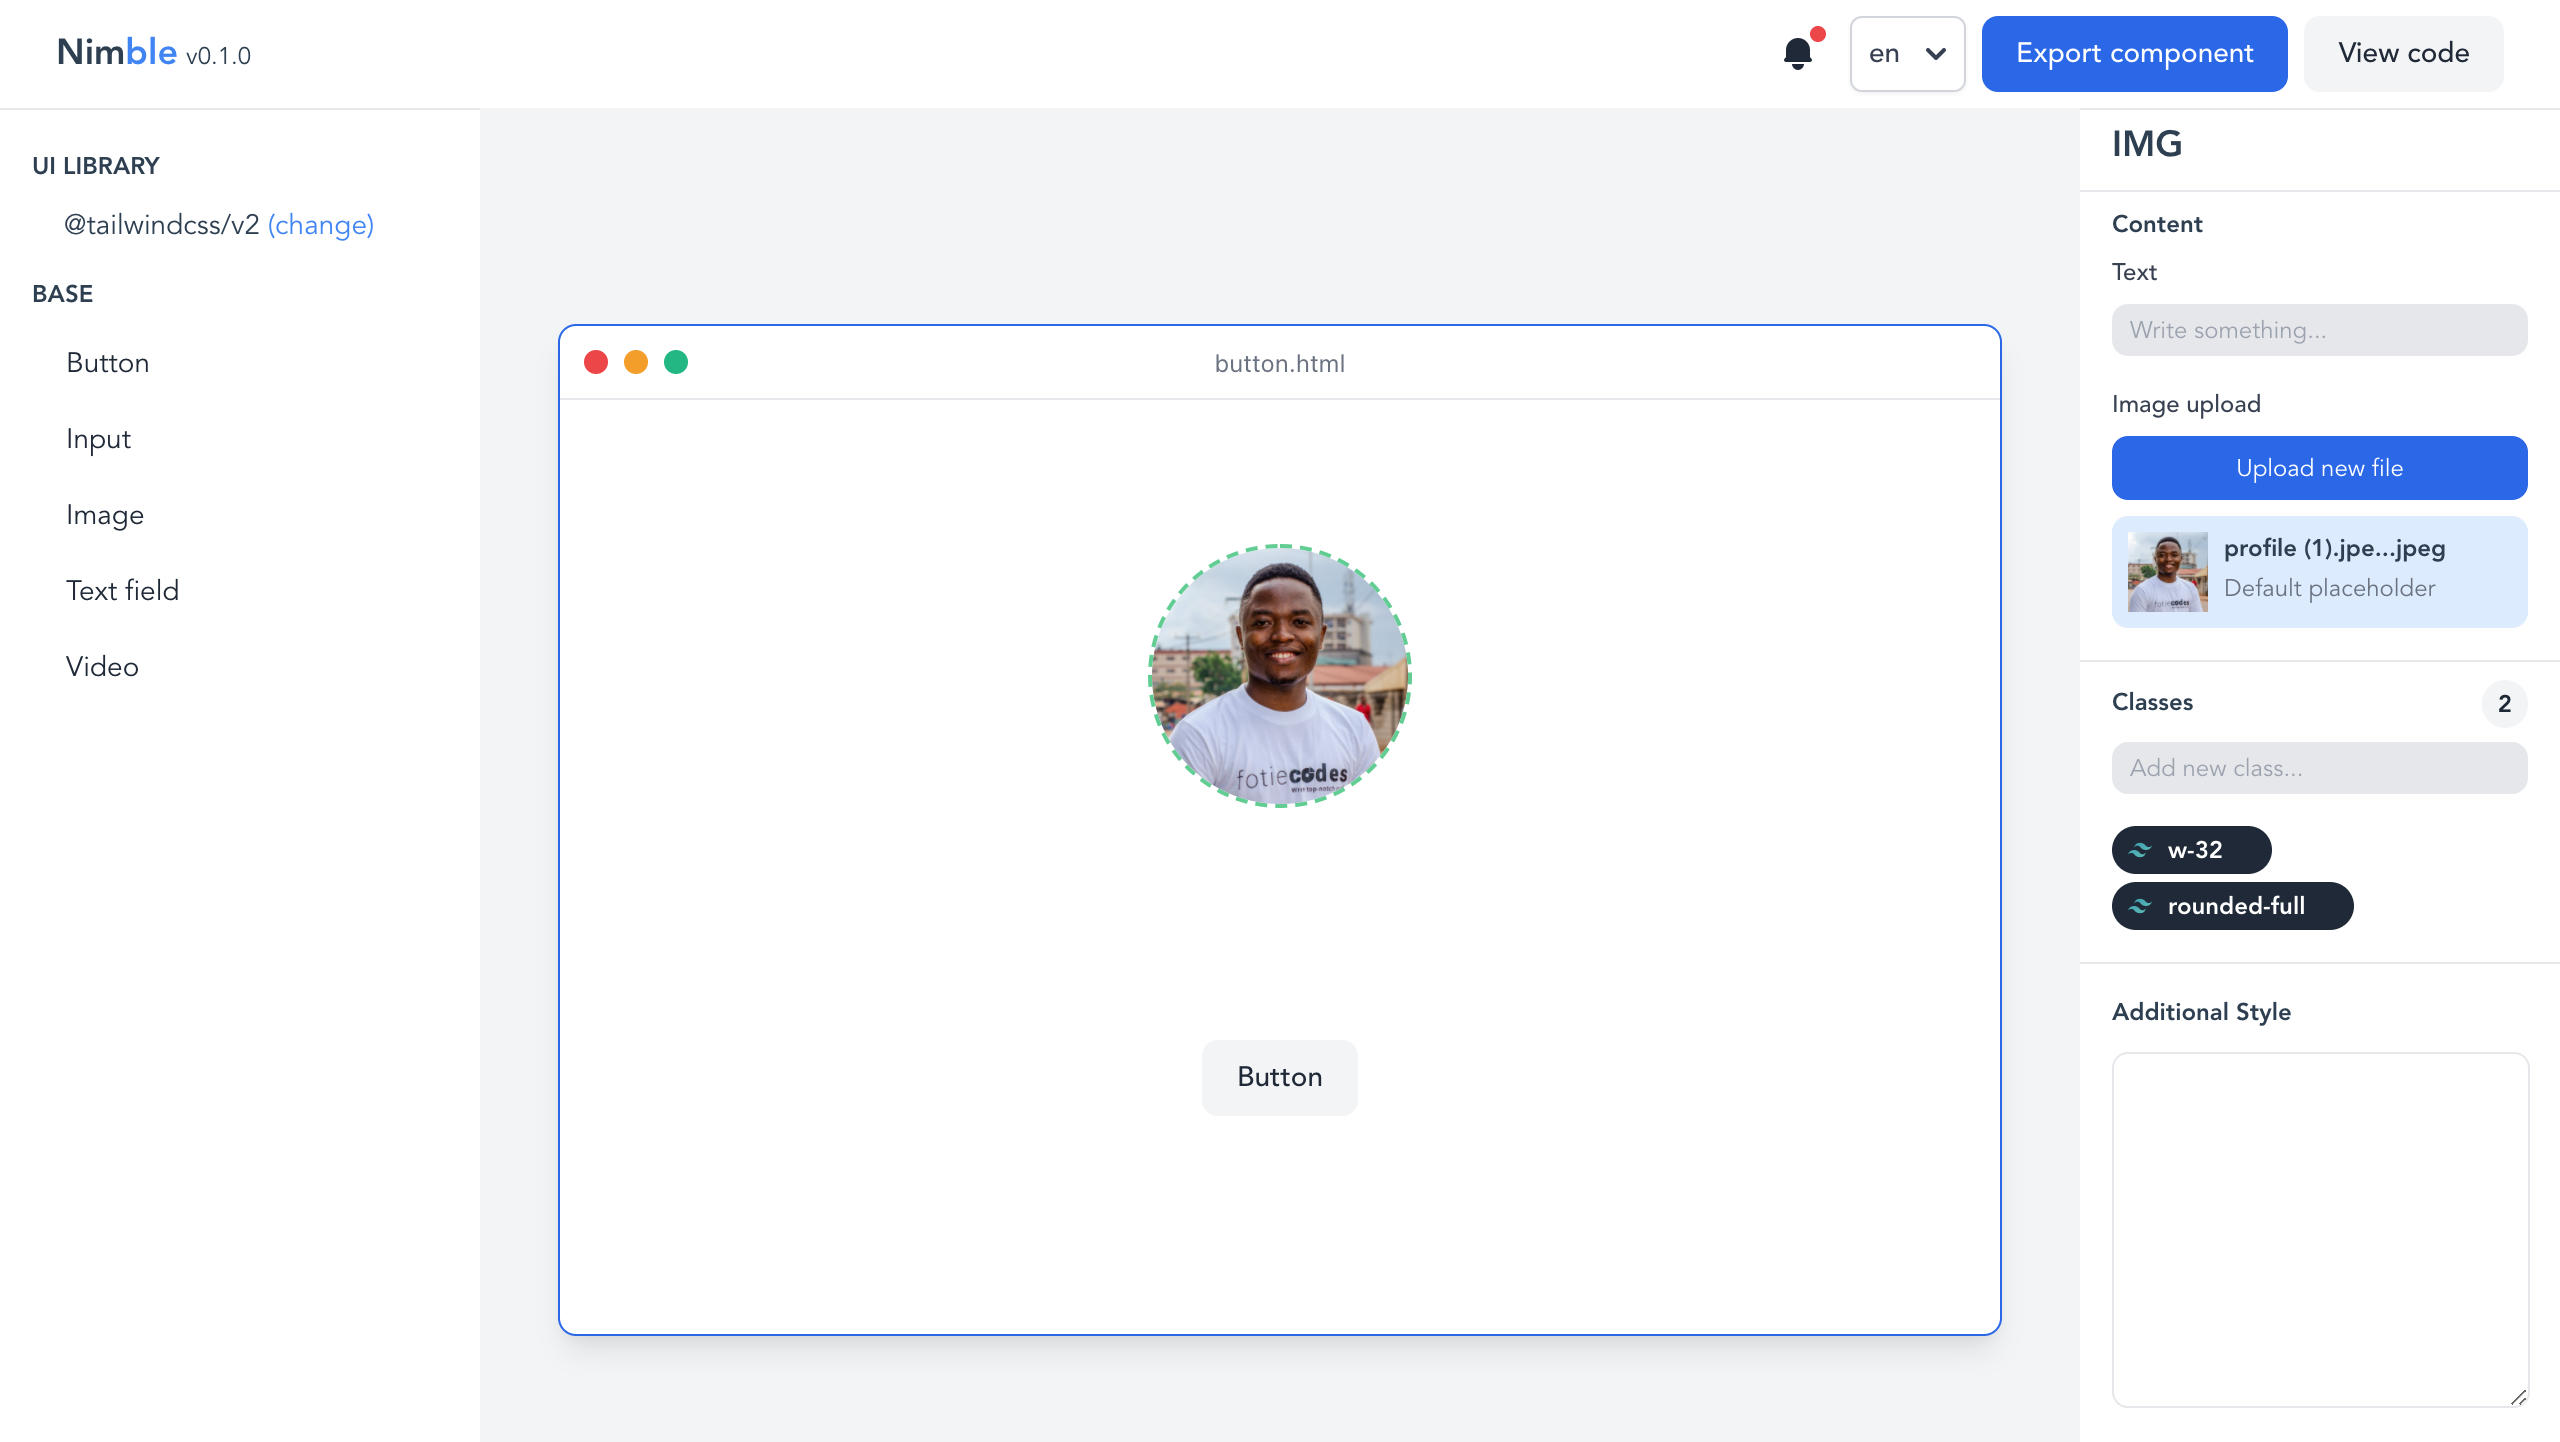 Nimble v0.1.0
en
Export component
View code
UI LIBRARY
@tailwindcss/v2 (change)
BASE
Button
Input
Image
Text field
Video
button.html
fotiecodes
Button
IMG
Content
Text
Write something...
Image upload
Upload new file
fotiecodes
profile (1).jpe...jpeg
Default placeholder
Classes
2
Add new class...
w-32
rounded-full
Additional Style